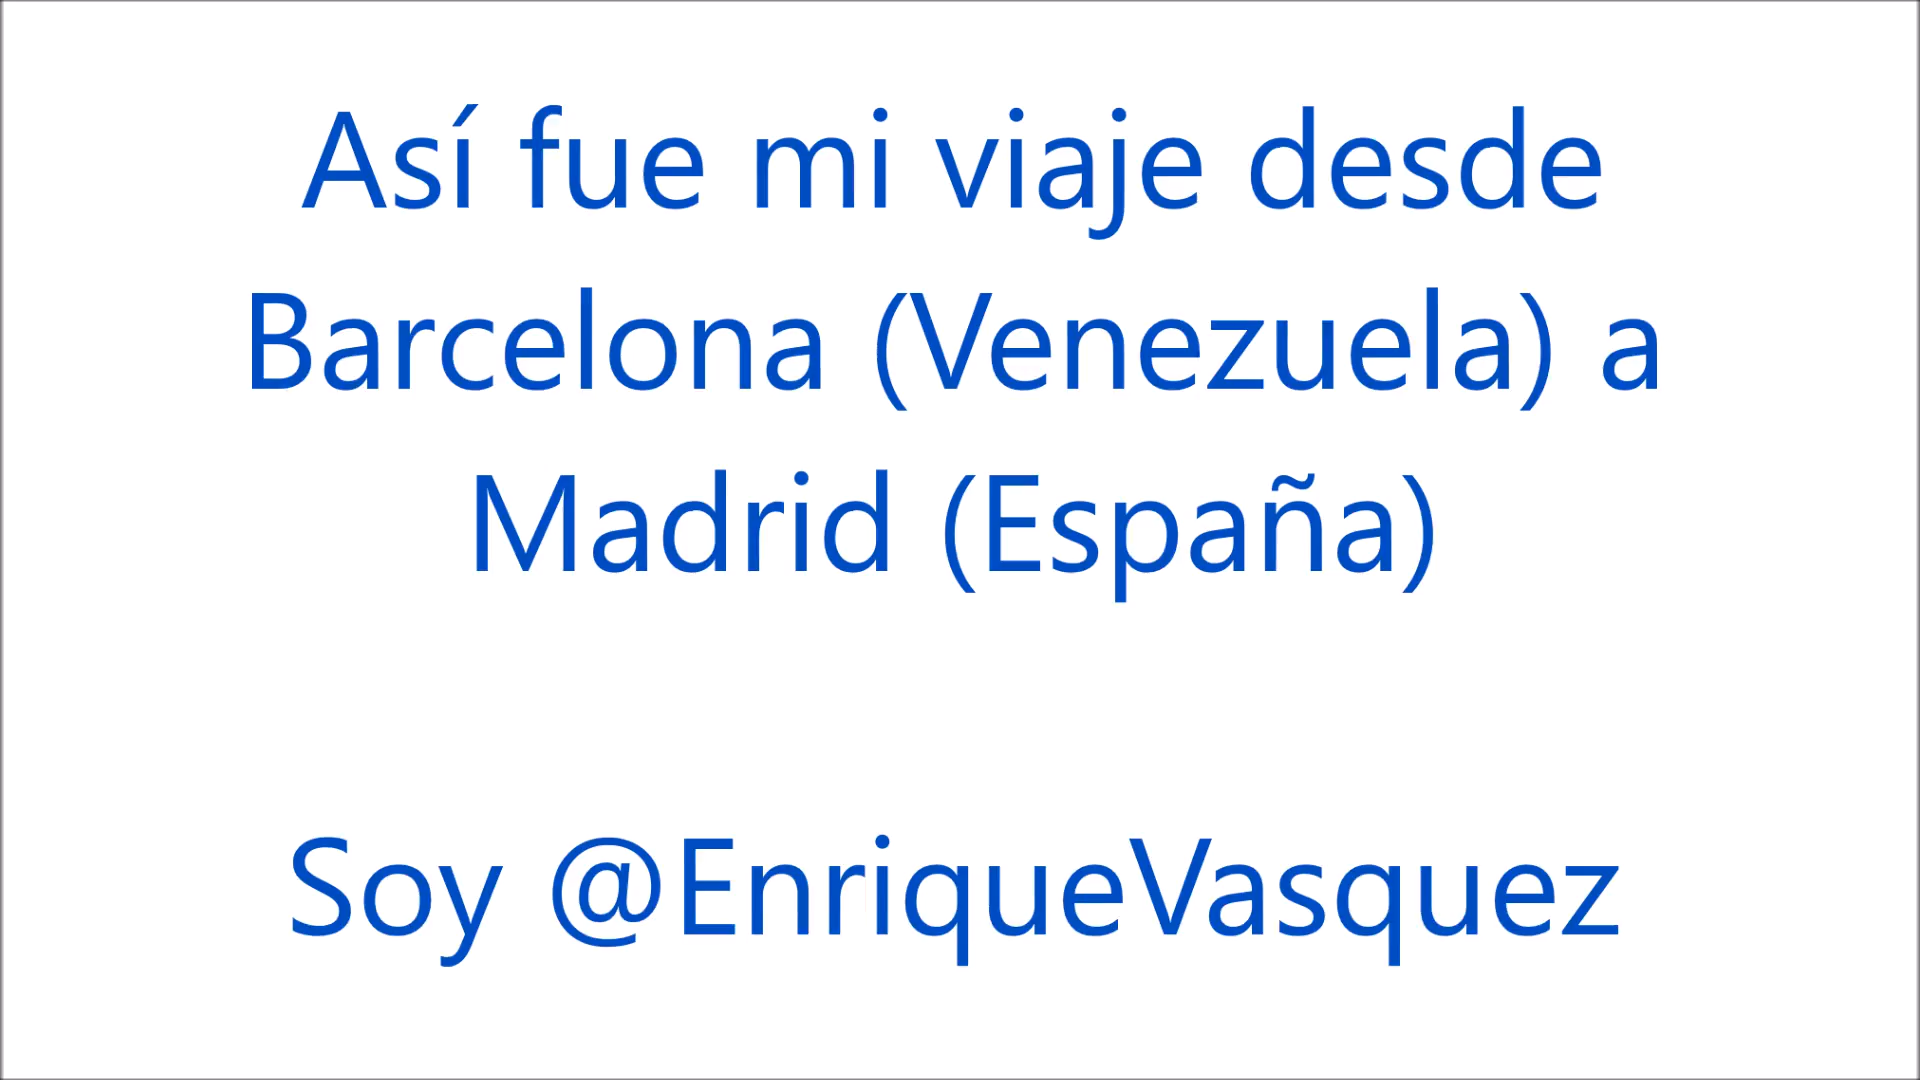 Así fue mi viaje desde
Barcelona (Venezuela) a
Madrid (España)
Soy @EnriqueVasquez